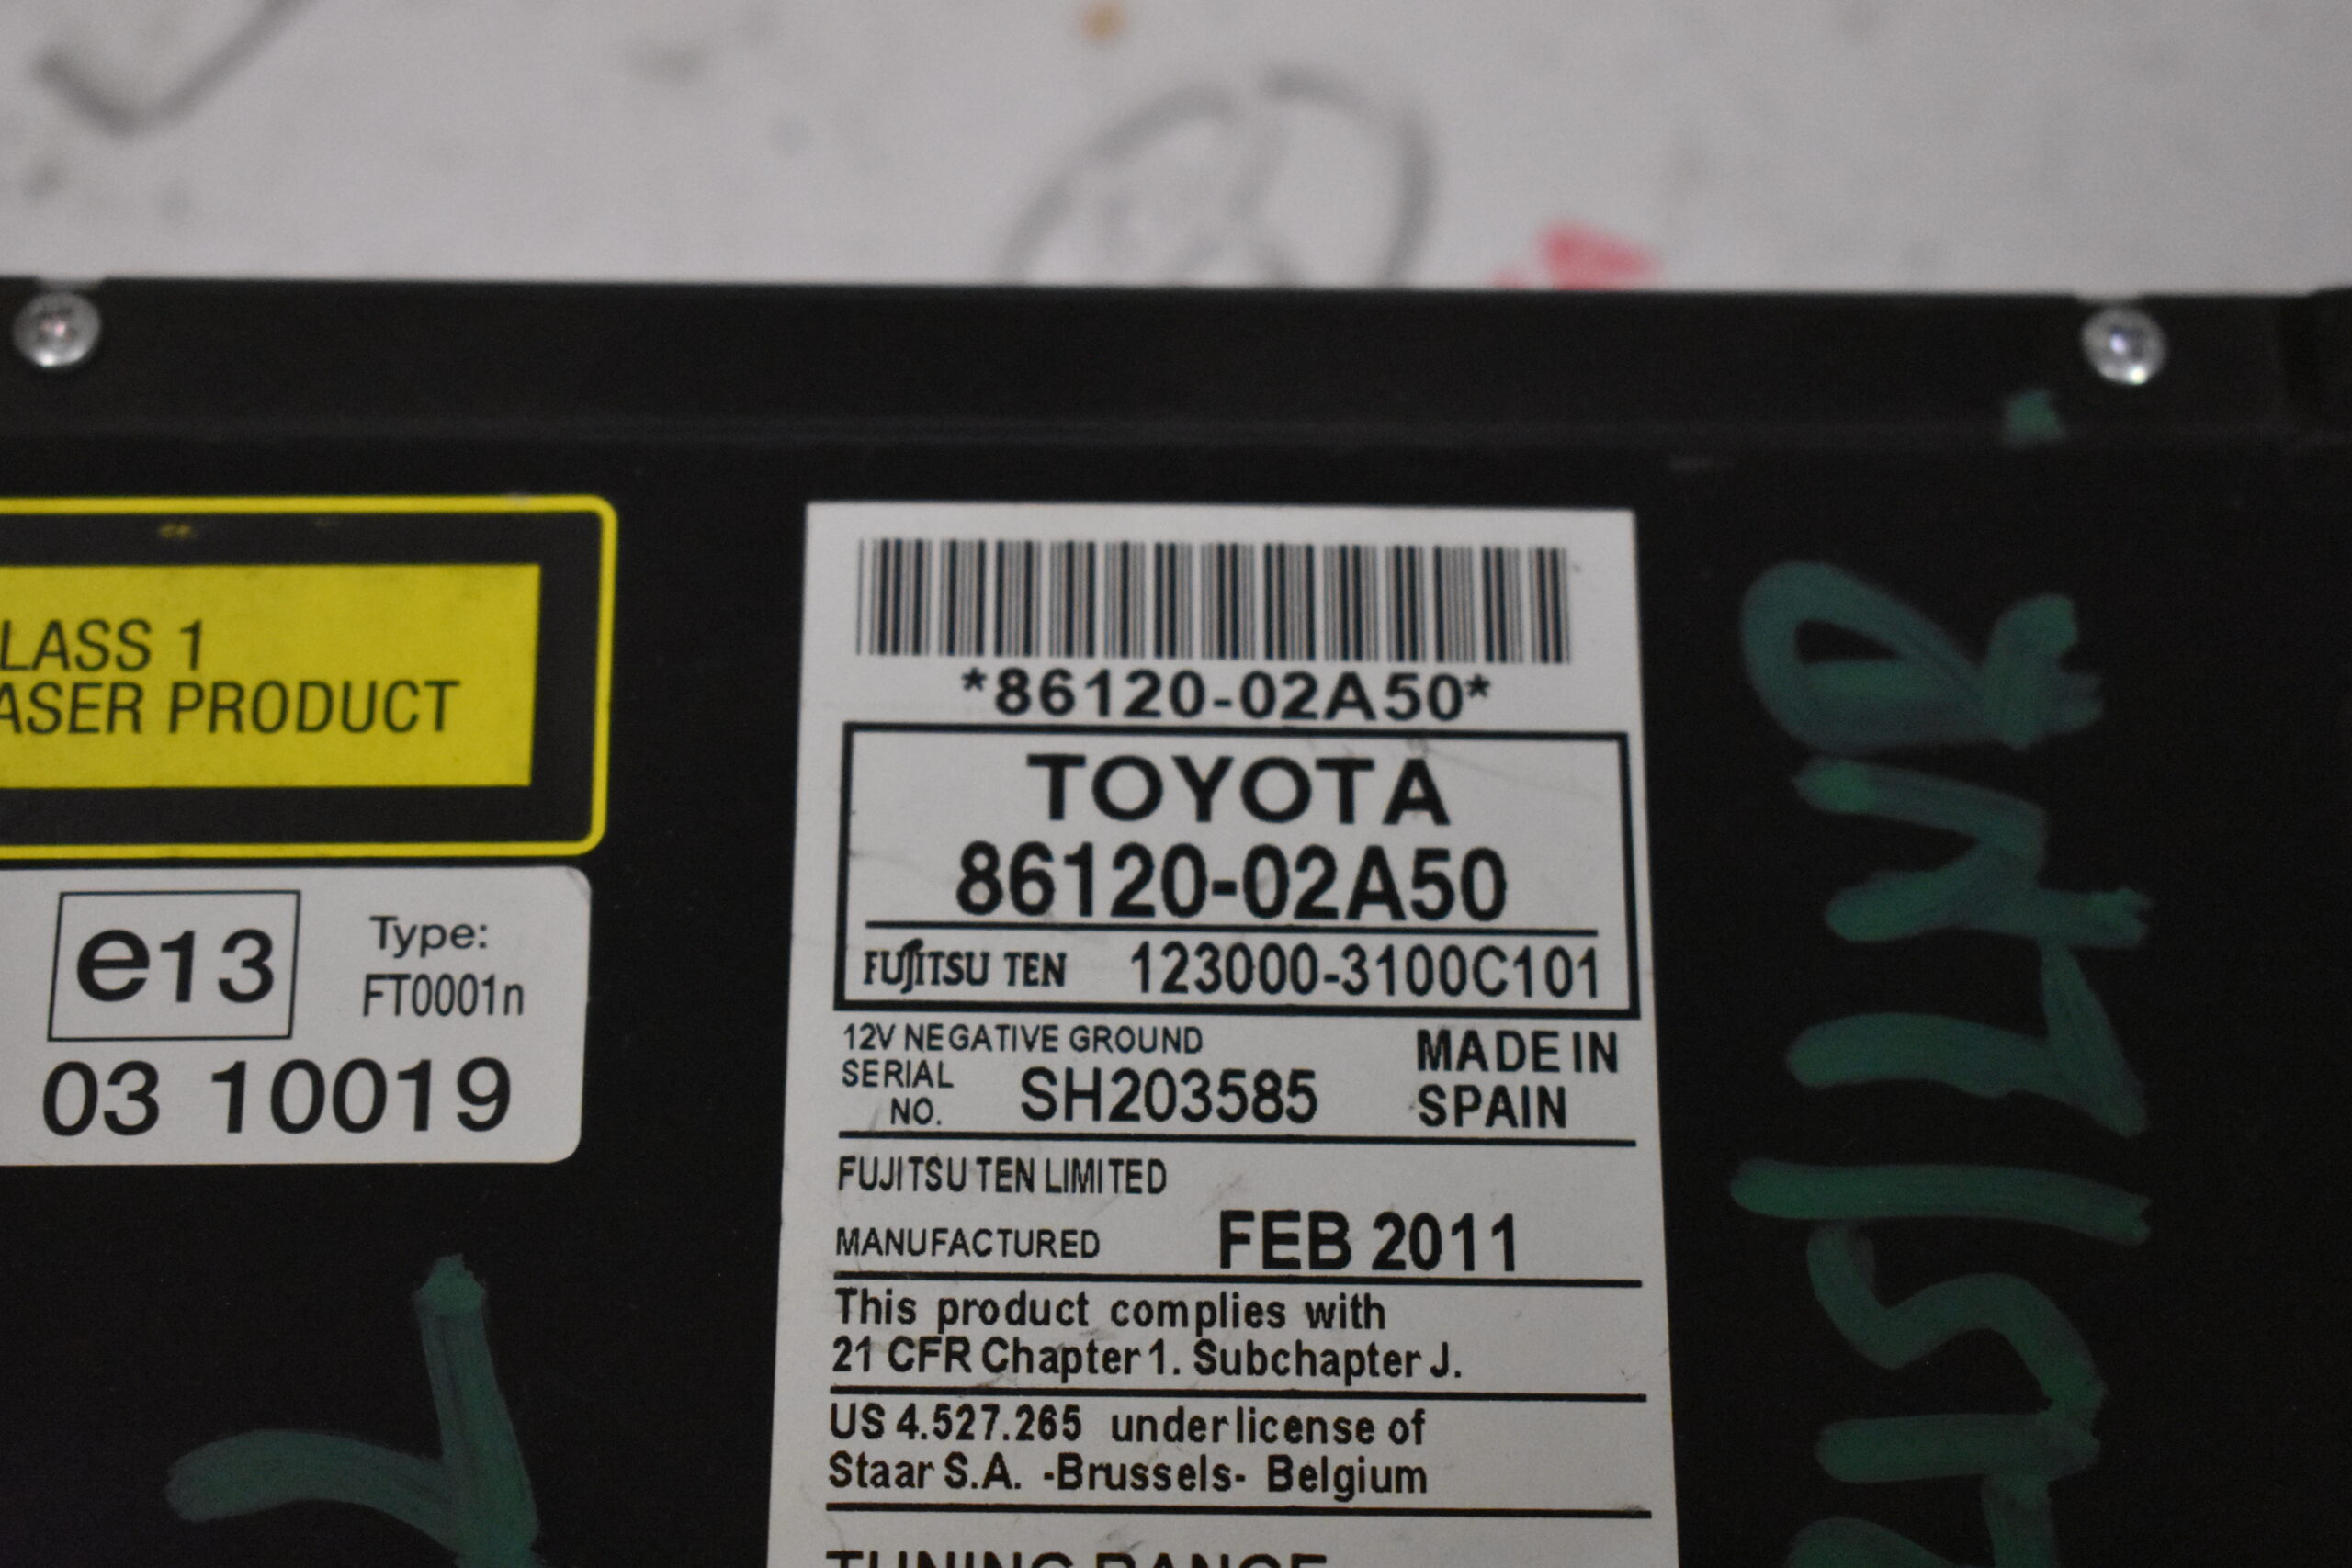 LASS 1
ASER PRODUCT
e13
Type:
FT0001n
03 10019
*86120-02A50*
TOYOTA
86120-02A50
FUJITSU TEN 123000-3100C101
12V NEGATIVE GROUND
SERIAL NO. SH203585
MADE IN
SPAIN
FUJITSU TEN LIMITED
MANUFACTURED FEB 2011
This product complies with
21 CFR Chapter 1. Subchapter J.
US 4.527.265 under license of
Staar S.A. -Brussels- Belgium
TUNING RANGE